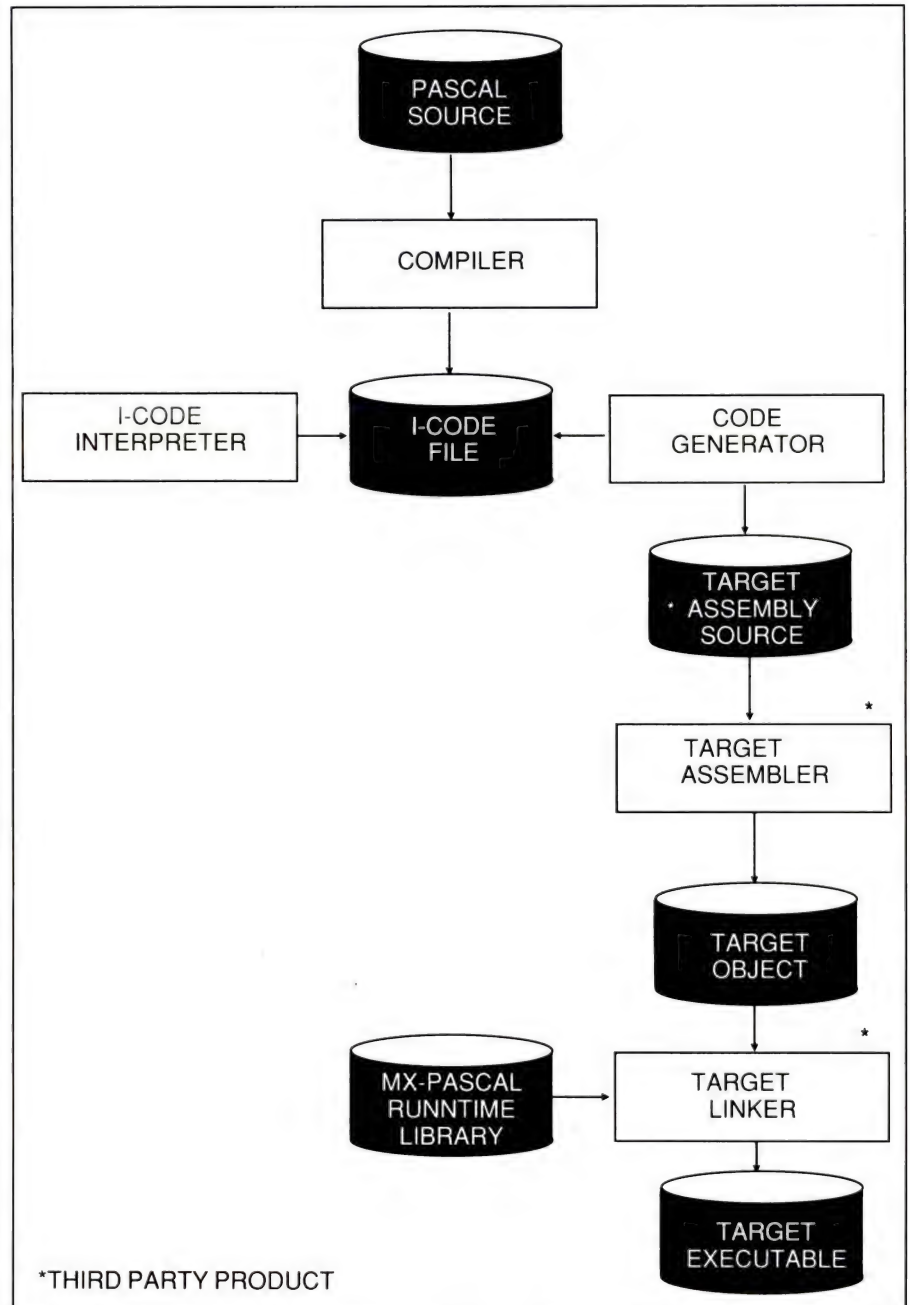 PASCAL
SOURCE
COMPILER
I-CODE
INTERPRETER
I-CODE
FILE
CODE
GENERATOR
TARGET
* ASSEMBLY
SOURCE
*
TARGET
ASSEMBLER
TARGET
OBJECT
*
MX-PASCAL
RUNNTIME
LIBRARY
TARGET
LINKER
TARGET
EXECUTABLE
*THIRD PARTY PRODUCT